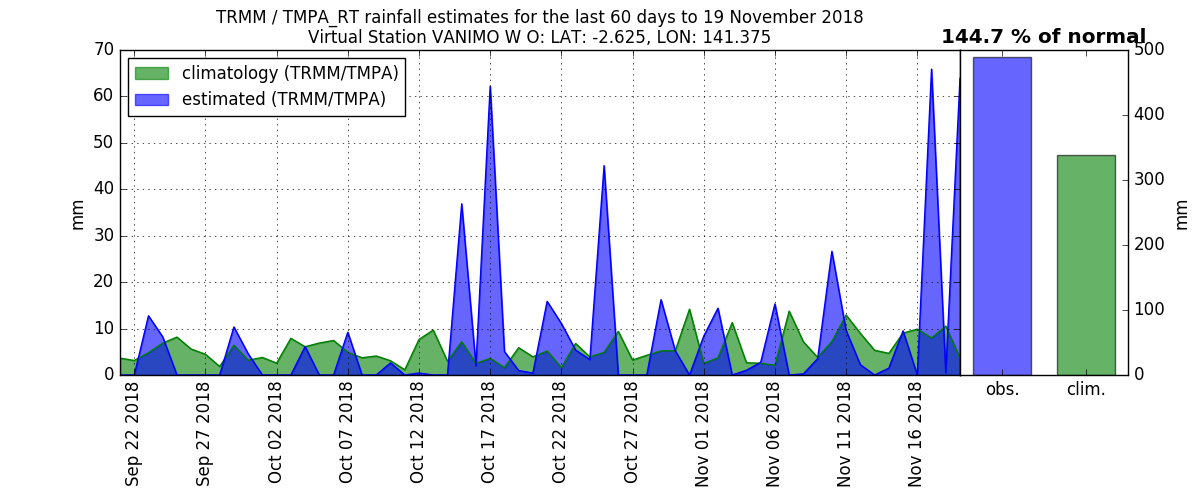 TRMM / TMPA_RT rainfall estimates for the last 60 days to 19 November 2018
Virtual Station VANIMO W O: LAT: -2.625, LON: 141.375
144.7 % of normal
climatology (TRMM/TMPA)
estimated (TRMM/TMPA)
70
60
50
40
30
20
10
0
mm
Sep 22 2018
Sep 27 2018
Oct 02 2018
Oct 07 2018
Oct 12 2018
Oct 17 2018
Oct 22 2018
Oct 27 2018
Nov 01 2018
Nov 06 2018
Nov 11 2018
Nov 16 2018
obs.
clim.
500
400
300
200
100
0
mm